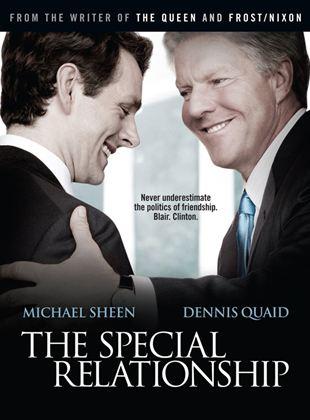 FROM THE WRITER OF THE QUEEN AND FROST/NIXON
Never underestimate
the politics of friendship.
Blair. Clinton.
MICHAEL SHEEN DENNIS QUAID
THE SPECIAL
RELATIONSHIP